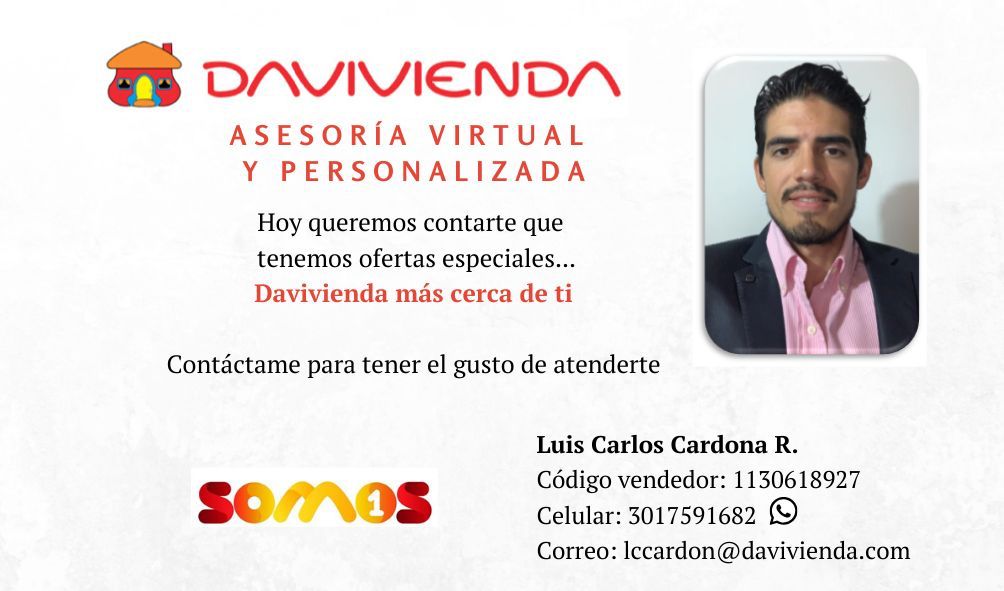 DAVIVIENDA
ASESORÍA VIRTUAL
Y PERSONALIZADA
Hoy queremos contarte que
tenemos ofertas especiales...
Davivienda más cerca de ti
Contáctame para tener el gusto de atenderte
SOMOS
1
Luis Carlos Cardona R.
Código vendedor: 1130618927
Celular: 3017591682
Correo: lccardon@davivienda.com